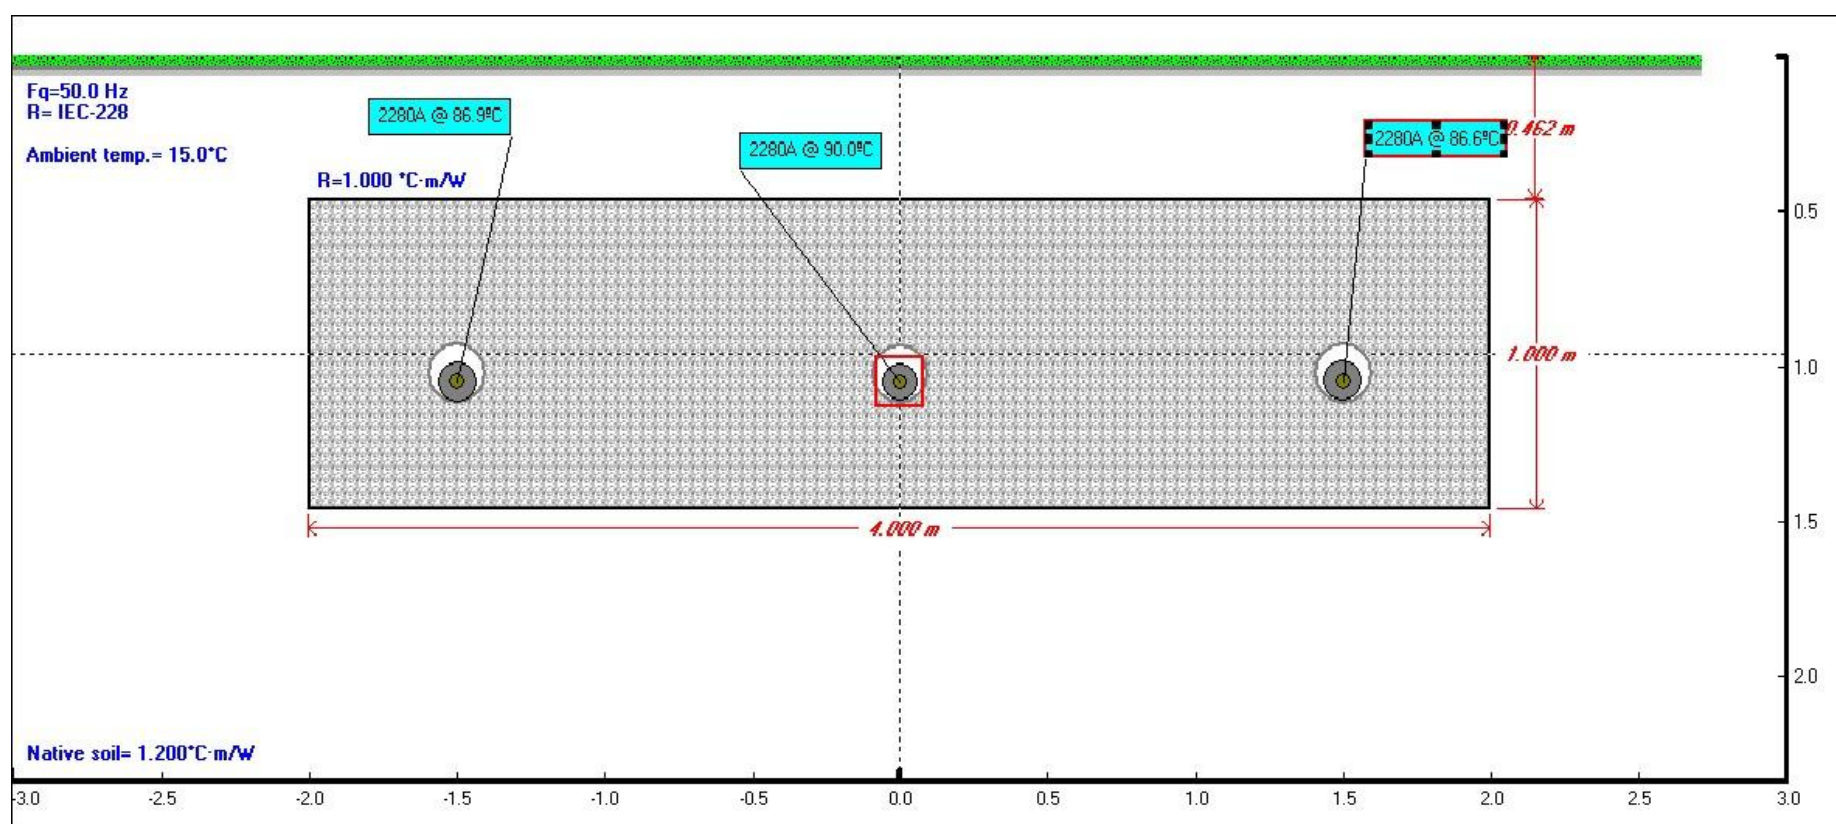 Fq=50.0 Hz
R= IEC-228
Ambient temp.= 15.0°C
2280A @ 86.9ºC
2280A @ 90.0ºC
2280A @ 86.6ºC
0.462 m
R=1.000 °C·m/W
0.5
1.000 m
1.0
4.000 m
1.5
2.0
Native soil= 1.200°C·m/W
-3.0 -2.5 -2.0 -1.5 -1.0 -0.5 0.0 0.5 1.0 1.5 2.0 2.5 3.0